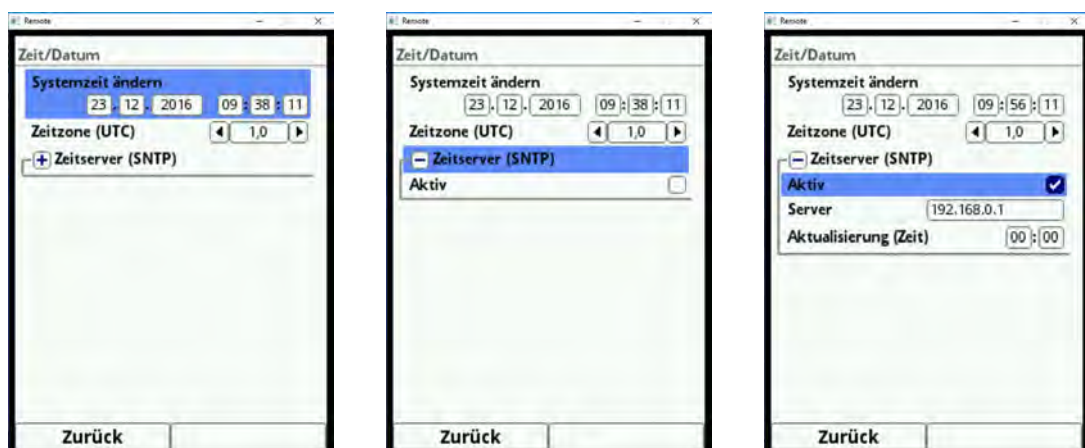 Remote
Zeit/Datum
Systemzeit ändern
23 . 12 . 2016 09 : 38 : 11
Zeitzone (UTC) 1,0
+ Zeitserver (SNTP)
Zurück
Remote
Zeit/Datum
Systemzeit ändern
23 . 12 . 2016 09 : 38 : 11
Zeitzone (UTC) 1,0
− Zeitserver (SNTP)
Aktiv
Zurück
Remote
Zeit/Datum
Systemzeit ändern
23 . 12 . 2016 09 : 56 : 11
Zeitzone (UTC) 1,0
− Zeitserver (SNTP)
Aktiv
Server 192.168.0.1
Aktualisierung (Zeit) 00 : 00
Zurück